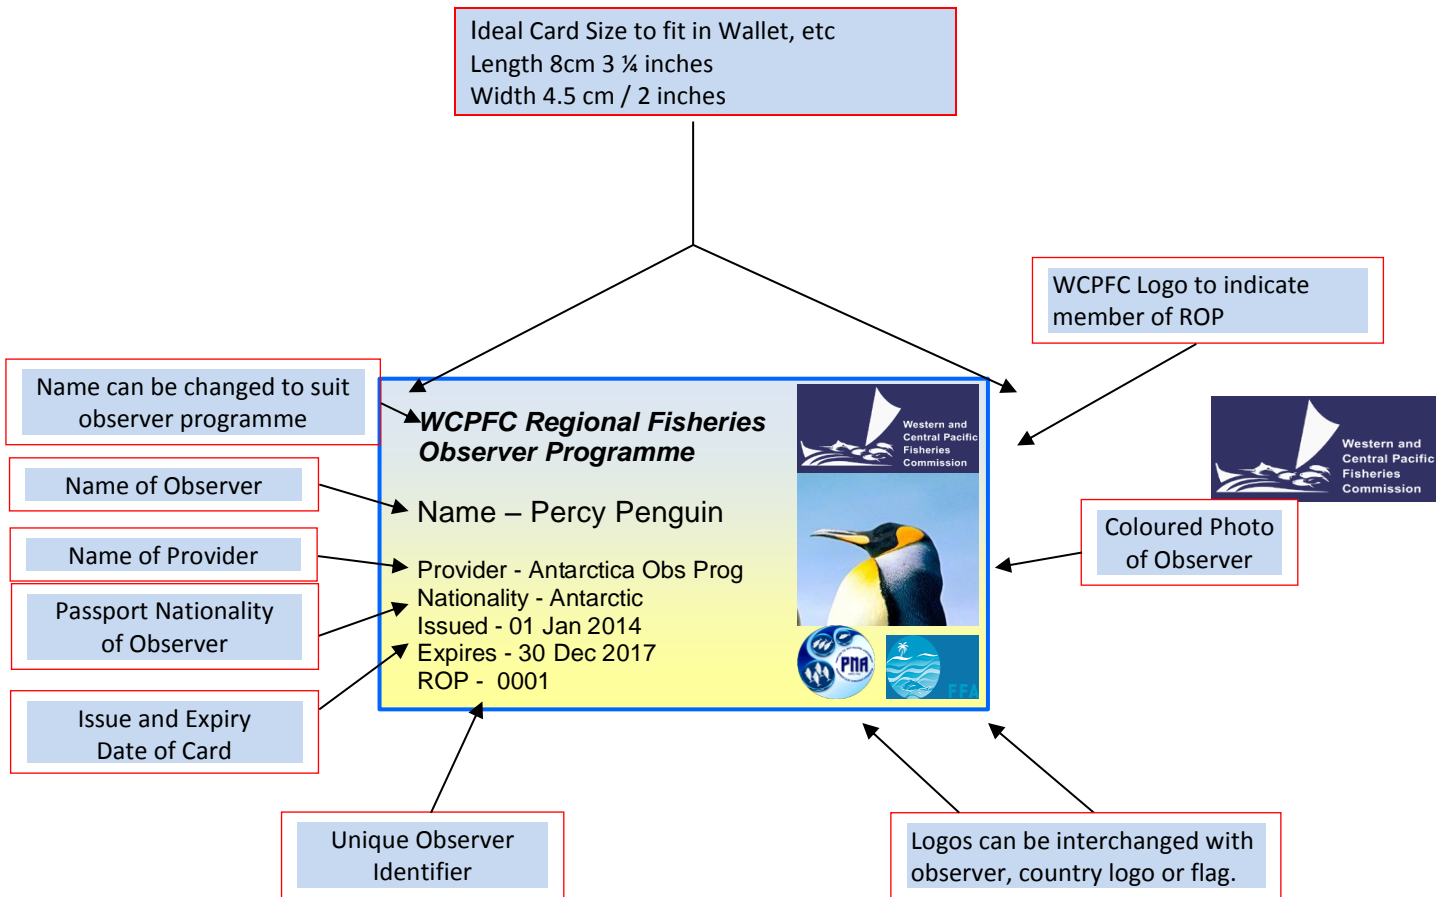 Ideal Card Size to fit in Wallet, etc
Length 8cm 3 ¼ inches
Width 4.5 cm / 2 inches
WCPFC Logo to indicate
member of ROP
Name can be changed to suit
observer programme
WCPFC Regional Fisheries
Observer Programme
Western and
Central Pacific
Fisheries
Commission
Western and
Central Pacific
Fisheries
Commission
Name of Observer
Name – Percy Penguin
Coloured Photo
of Observer
Name of Provider
Provider - Antarctica Obs Prog
Passport Nationality
of Observer
Nationality - Antarctic
Issued - 01 Jan 2014
Expires - 30 Dec 2017
ROP - 0001
PNA
FFA
Issue and Expiry
Date of Card
Unique Observer
Identifier
Logos can be interchanged with
observer, country logo or flag.